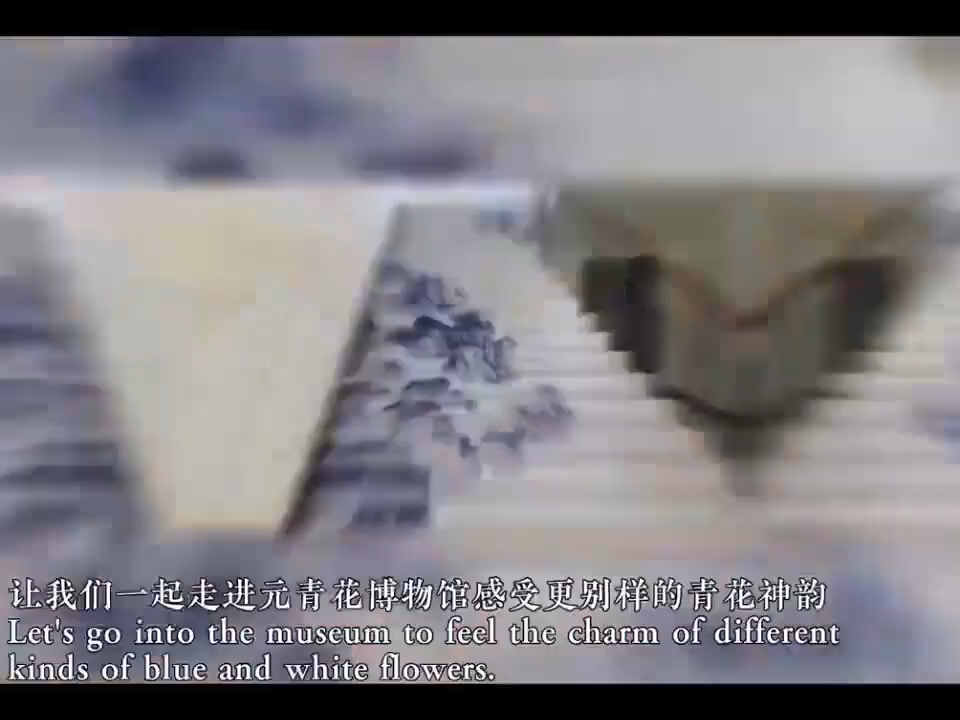 让我们一起走进元青花博物馆感受更别样的青花神韵
Let's go into the museum to feel the charm of different
kinds of blue and white flowers.